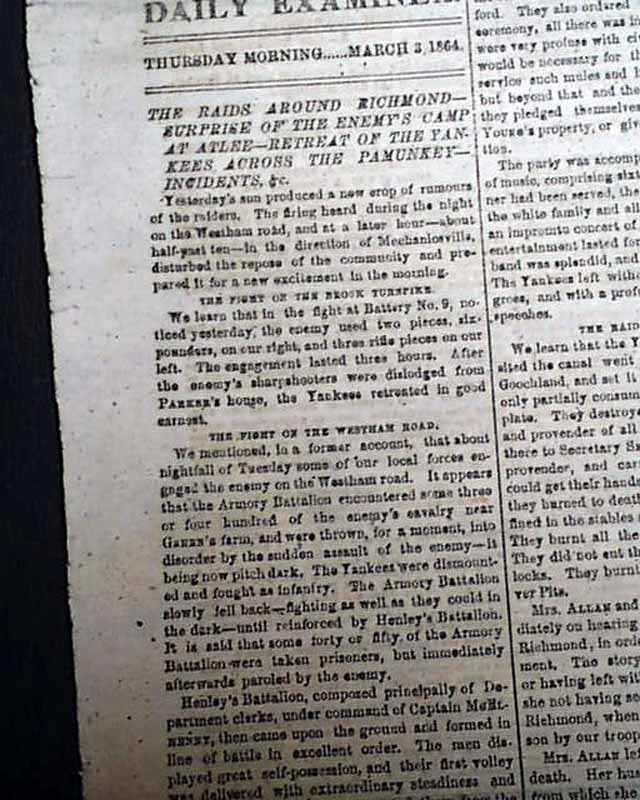 DAILY EXAMINER
THURSDAY MORNING......MARCH 3, 1864.
THE RAIDS AROUND RICHMOND—
SURPRISE OF THE ENEMY'S CAMP
AT ATLEE—RETREAT OF THE YAN-
KEES ACROSS THE PAMUNKEY—
INCIDENTS, &c.
Yesterday's sun produced a new crop of rumours
of the raiders. The firing heard during the night
on the Westham road, and at a later hour—about
half-past ten—in the direction of Mechanicsville,
disturbed the repose of the community and pre-
pared it for a new excitement in the morning.
THE FIGHT ON THE BROOK TURNPIKE.
We learn that in the fight at Battery No. 9, no-
ticed yesterday, the enemy used two pieces, six-
pounders, on our right, and three rifle pieces on our
left. The engagement lasted three hours. After
the enemy's sharpshooters were dislodged from
PARKER'S house, the Yankees retreated in good
earnest.
THE FIGHT ON THE WESTHAM ROAD.
We mentioned, in a former account, that about
nightfall of Tuesday some of our local forces en-
gaged the enemy on the Westham road. It appears
that the Armory Battalion encountered some three
or four hundred of the enemy's cavalry near
farm, and were thrown, for a moment, into
disorder by the sudden assault of the enemy—it
being now pitch dark. The Yankees were dismount-
ed and fought as infantry. The Armory Battalion
slowly fell back—fighting as well as they could in
the dark—until reinforced by Henley's Battalion.
It is said that some forty or fifty of the Armory
Battalion were taken prisoners, but immediately
afterwards paroled by the enemy.
Henley's Battalion, composed principally of De-
partment clerks, under command of Captain
then came upon the ground and formed in
line of battle in excellent order. The men dis-
played great self-possession, and their first volley
was delivered with extraordinary steadiness and
ford. They also ordered
ceremony, all there was in
were very profuse with ci
would be necessary for t
service such mules and
but beyond that and the
they pledged themselve
property, or giv
tion.
The party was accomp
of music, comprising sixt
ner had been served, the
the white family and all
an impromptu concert of
entertainment lasted for
band was splendid, and
The Yankees left witho
groes, and with a prof
speeches.
THE RAID
We learn that the Y
sited the canal went
Goochland, and set it
only partially consum
plate. They destroye
and provender of all
there to Secretary Se
provender, and car
could get their hands
they burned to death
fined in the stables
They burnt all the
They did not cut th
locks. They burnt
ver Pits.
Mrs. ALLAN and
diately on hearing
Richmond, in orde
ment. The story
or having left wit
she not having se
Richmond, when
son by our troop
Mrs. ALLAN lef
death. Her hus
from which she